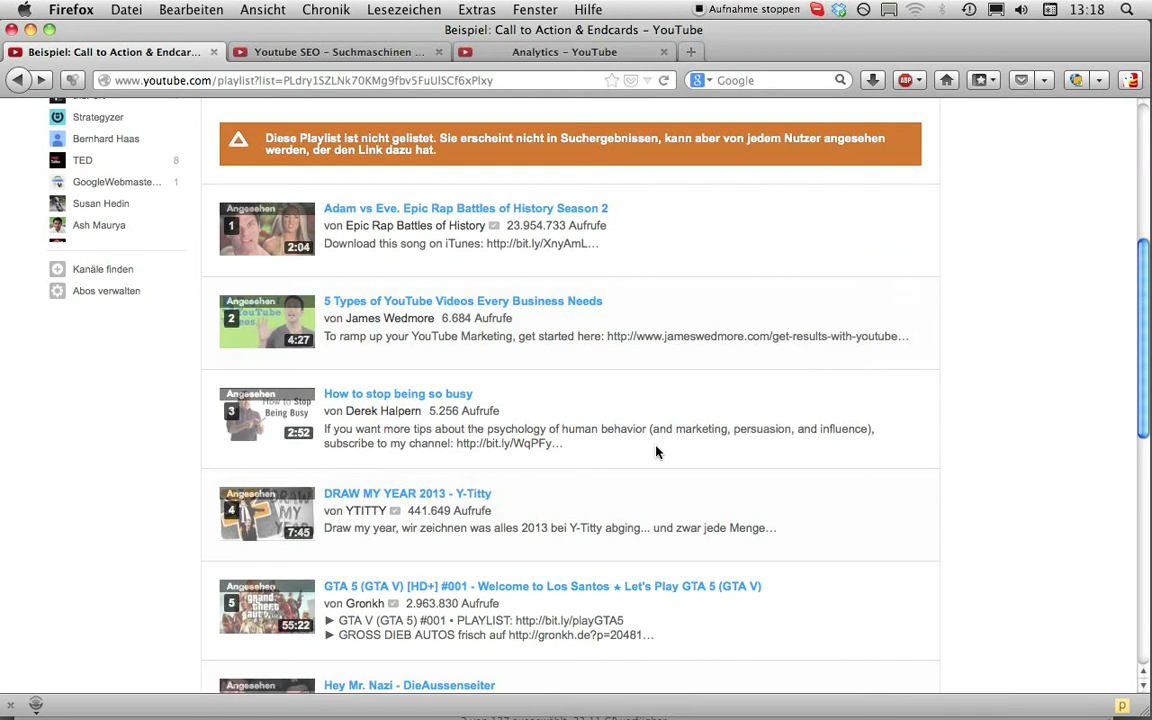 Firefox Datei Bearbeiten Ansicht Chronik Lesezeichen Extras Fenster Hilfe Aufnahme stoppen 13:18
Beispiel: Call to Action & Endcards - YouTube
Beispiel: Call to Action & Endcar... Youtube SEO - Suchmaschinen ... Analytics - YouTube
www.youtube.com/playlist?list=PLdry1SZLNk70KMg9fbv5FuUlSCf6xPlxy Google ABP
Strategyzer
Bernhard Haas
TED 8
GoogleWebmaste... 1
Susan Hedin
Ash Maurya
Kanäle finden
Abos verwalten
Diese Playlist ist nicht gelistet. Sie erscheint nicht in Suchergebnissen, kann aber von jedem Nutzer angesehen
werden, der den Link dazu hat.
Angesehen
1
2:04
Adam vs Eve. Epic Rap Battles of History Season 2
von Epic Rap Battles of History 23.954.733 Aufrufe
Download this song on iTunes: http://bit.ly/XnyAmL...
Angesehen
2
4:27
5 Types of YouTube Videos Every Business Needs
von James Wedmore 6.684 Aufrufe
To ramp up your YouTube Marketing, get started here: http://www.jameswedmore.com/get-results-with-youtube...
Angesehen
How to Stop
Being Busy
3
2:52
How to stop being so busy
von Derek Halpern 5.256 Aufrufe
If you want more tips about the psychology of human behavior (and marketing, persuasion, and influence),
subscribe to my channel: http://bit.ly/WqPFy...
Angesehen
DRAW
MY
YEAR
4
7:45
DRAW MY YEAR 2013 - Y-Titty
von YTITTY 441.649 Aufrufe
Draw my year, wir zeichnen was alles 2013 bei Y-Titty abging... und zwar jede Menge...
Angesehen
5
55:22
GTA 5 (GTA V) [HD+] #001 - Welcome to Los Santos ★ Let's Play GTA 5 (GTA V)
von Gronkh 2.963.830 Aufrufe
► GTA V (GTA 5) #001 • PLAYLIST: http://bit.ly/playGTA5
► GROSS DIEB AUTOS frisch auf http://gronkh.de?p=20481...
Angesehen
Hey Mr. Nazi - DieAussenseiter
p